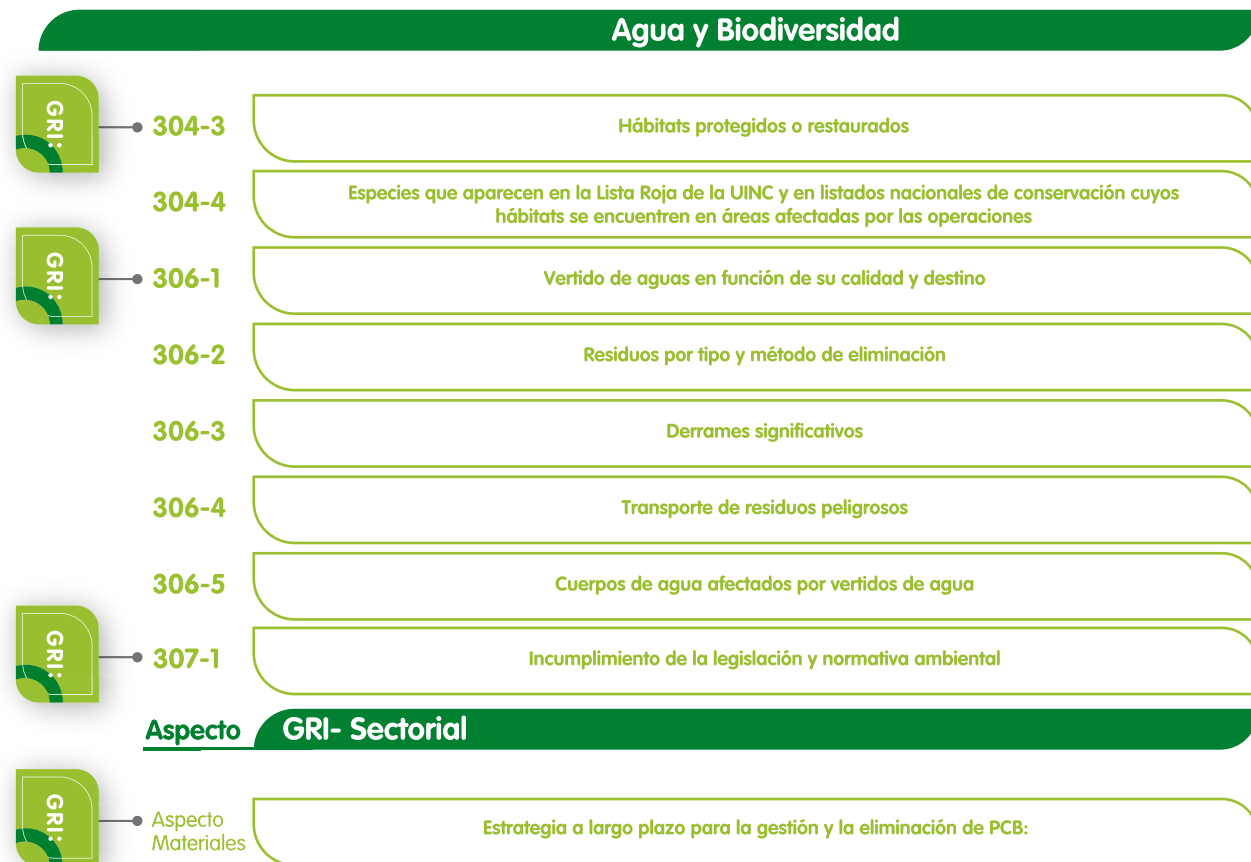 Agua y Biodiversidad
GRI:
304-3
Hábitats protegidos o restaurados
304-4
Especies que aparecen en la Lista Roja de la UINC y en listados nacionales de conservación cuyos
hábitats se encuentren en áreas afectadas por las operaciones
GRI:
306-1
Vertido de aguas en función de su calidad y destino
306-2
Residuos por tipo y método de eliminación
306-3
Derrames significativos
306-4
Transporte de residuos peligrosos
306-5
Cuerpos de agua afectados por vertidos de agua
GRI:
307-1
Incumplimiento de la legislación y normativa ambiental
Aspecto
GRI- Sectorial
GRI:
Aspecto
Materiales
Estrategia a largo plazo para la gestión y la eliminación de PCB: